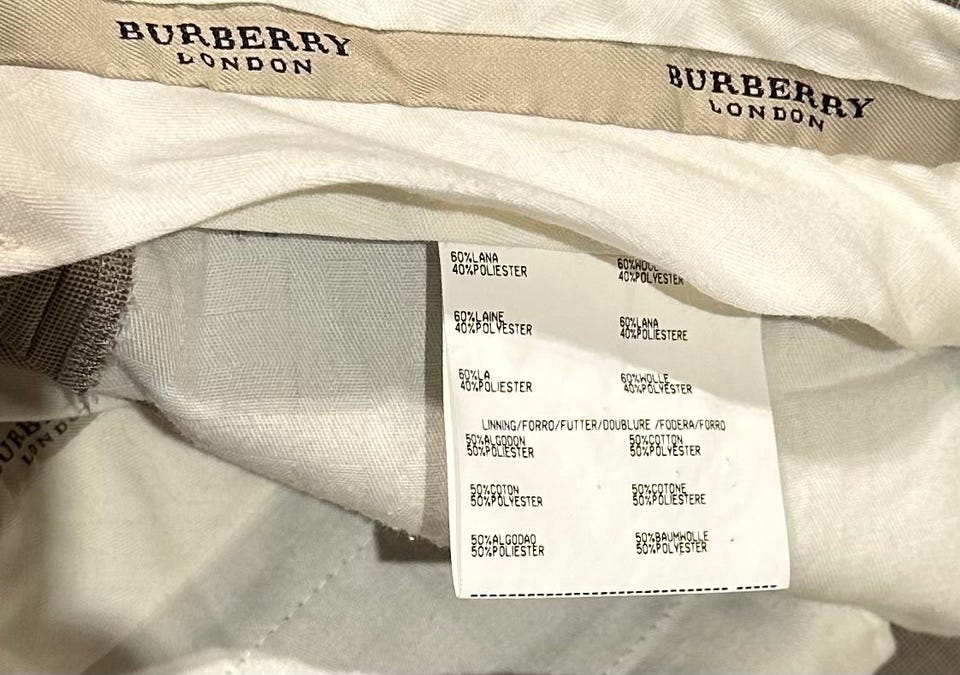 BURBERRY
LONDON
BURBERRY
LONDON
60%LANA
40%POLIESTER
60%WOOL
40%POLYESTER
60%LAINE
40%POLYESTER
60%LANA
40%POLIESTERE
60%LA
40%POLIESTER
60%WOLLE
40%POLYESTER
LINNING/FORRO/FUTTER/DOUBLURE /FODERA/FORRO
50%ALGODON
50%POLIESTER
50%COTTON
50%POLYESTER
50%COTON
50%POLYESTER
50%COTONE
50%POLIESTERE
50%ALGODAO
50%POLIESTER
50%BAUMWOLLE
50%POLYESTER